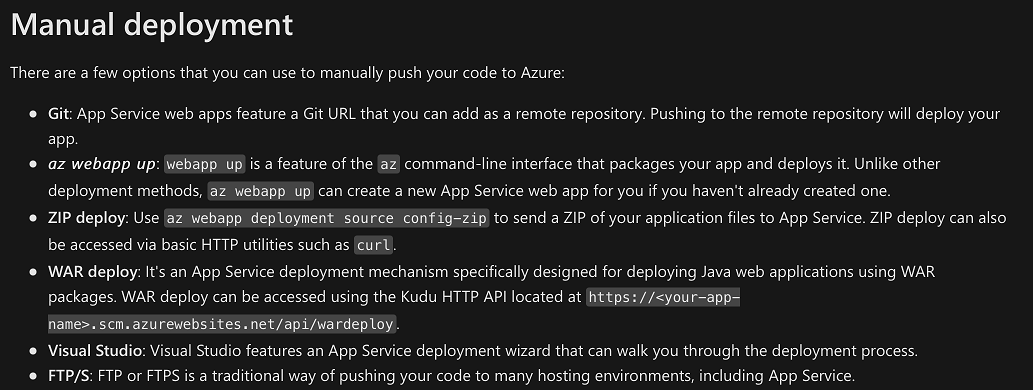 Manual deployment
There are a few options that you can use to manually push your code to Azure:
• Git: App Service web apps feature a Git URL that you can add as a remote repository. Pushing to the remote repository will deploy your
app.
• az webapp up: webapp up is a feature of the az command-line interface that packages your app and deploys it. Unlike other
deployment methods, az webapp up can create a new App Service web app for you if you haven't already created one.
• ZIP deploy: Use az webapp deployment source config-zip to send a ZIP of your application files to App Service. ZIP deploy can also
be accessed via basic HTTP utilities such as curl.
• WAR deploy: It's an App Service deployment mechanism specifically designed for deploying Java web applications using WAR
packages. WAR deploy can be accessed using the Kudu HTTP API located at https://<your-app-
name>.scm.azurewebsites.net/api/wardeploy.
• Visual Studio: Visual Studio features an App Service deployment wizard that can walk you through the deployment process.
• FTP/S: FTP or FTPS is a traditional way of pushing your code to many hosting environments, including App Service.